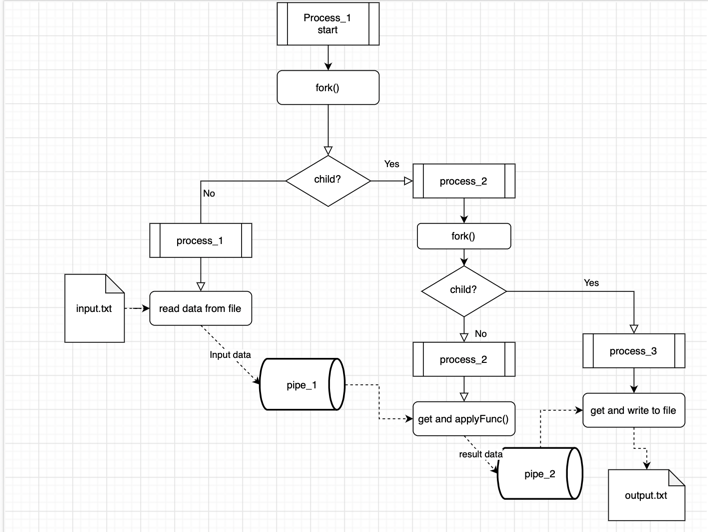 Process_1
start
fork()
child?
Yes
No
process_2
process_1
fork()
input.txt
read data from file
child?
Yes
No
Input data
pipe_1
process_2
process_3
get and applyFunc()
get and write to file
result data
pipe_2
output.txt